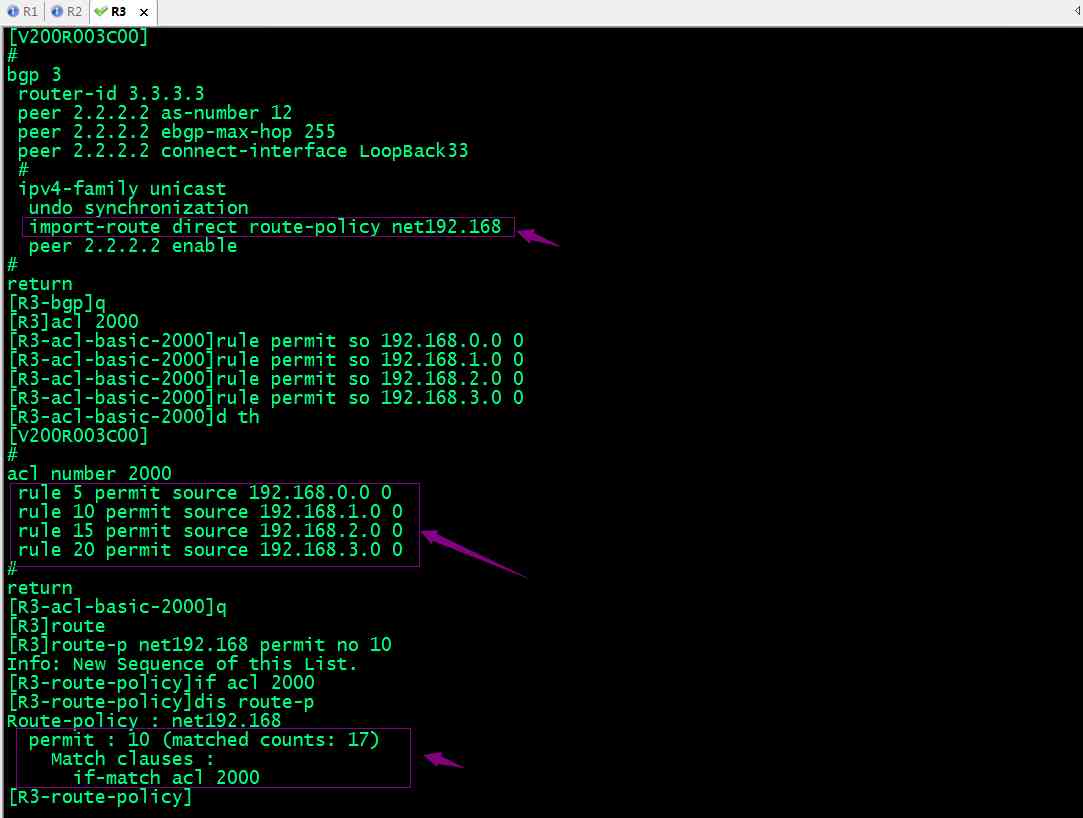 R1 R2 R3
[V200R003C00]
#
bgp 3
router-id 3.3.3.3
peer 2.2.2.2 as-number 12
peer 2.2.2.2 ebgp-max-hop 255
peer 2.2.2.2 connect-interface LoopBack33
#
ipv4-family unicast
undo synchronization
import-route direct route-policy net192.168
peer 2.2.2.2 enable
#
return
[R3-bgp]q
[R3]acl 2000
[R3-acl-basic-2000]rule permit so 192.168.0.0 0
[R3-acl-basic-2000]rule permit so 192.168.1.0 0
[R3-acl-basic-2000]rule permit so 192.168.2.0 0
[R3-acl-basic-2000]rule permit so 192.168.3.0 0
[R3-acl-basic-2000]d th
[V200R003C00]
#
acl number 2000
rule 5 permit source 192.168.0.0 0
rule 10 permit source 192.168.1.0 0
rule 15 permit source 192.168.2.0 0
rule 20 permit source 192.168.3.0 0
#
return
[R3-acl-basic-2000]q
[R3]route
[R3]route-p net192.168 permit no 10
Info: New Sequence of this List.
[R3-route-policy]if acl 2000
[R3-route-policy]dis route-p
Route-policy : net192.168
permit : 10 (matched counts: 17)
Match clauses :
if-match acl 2000
[R3-route-policy]